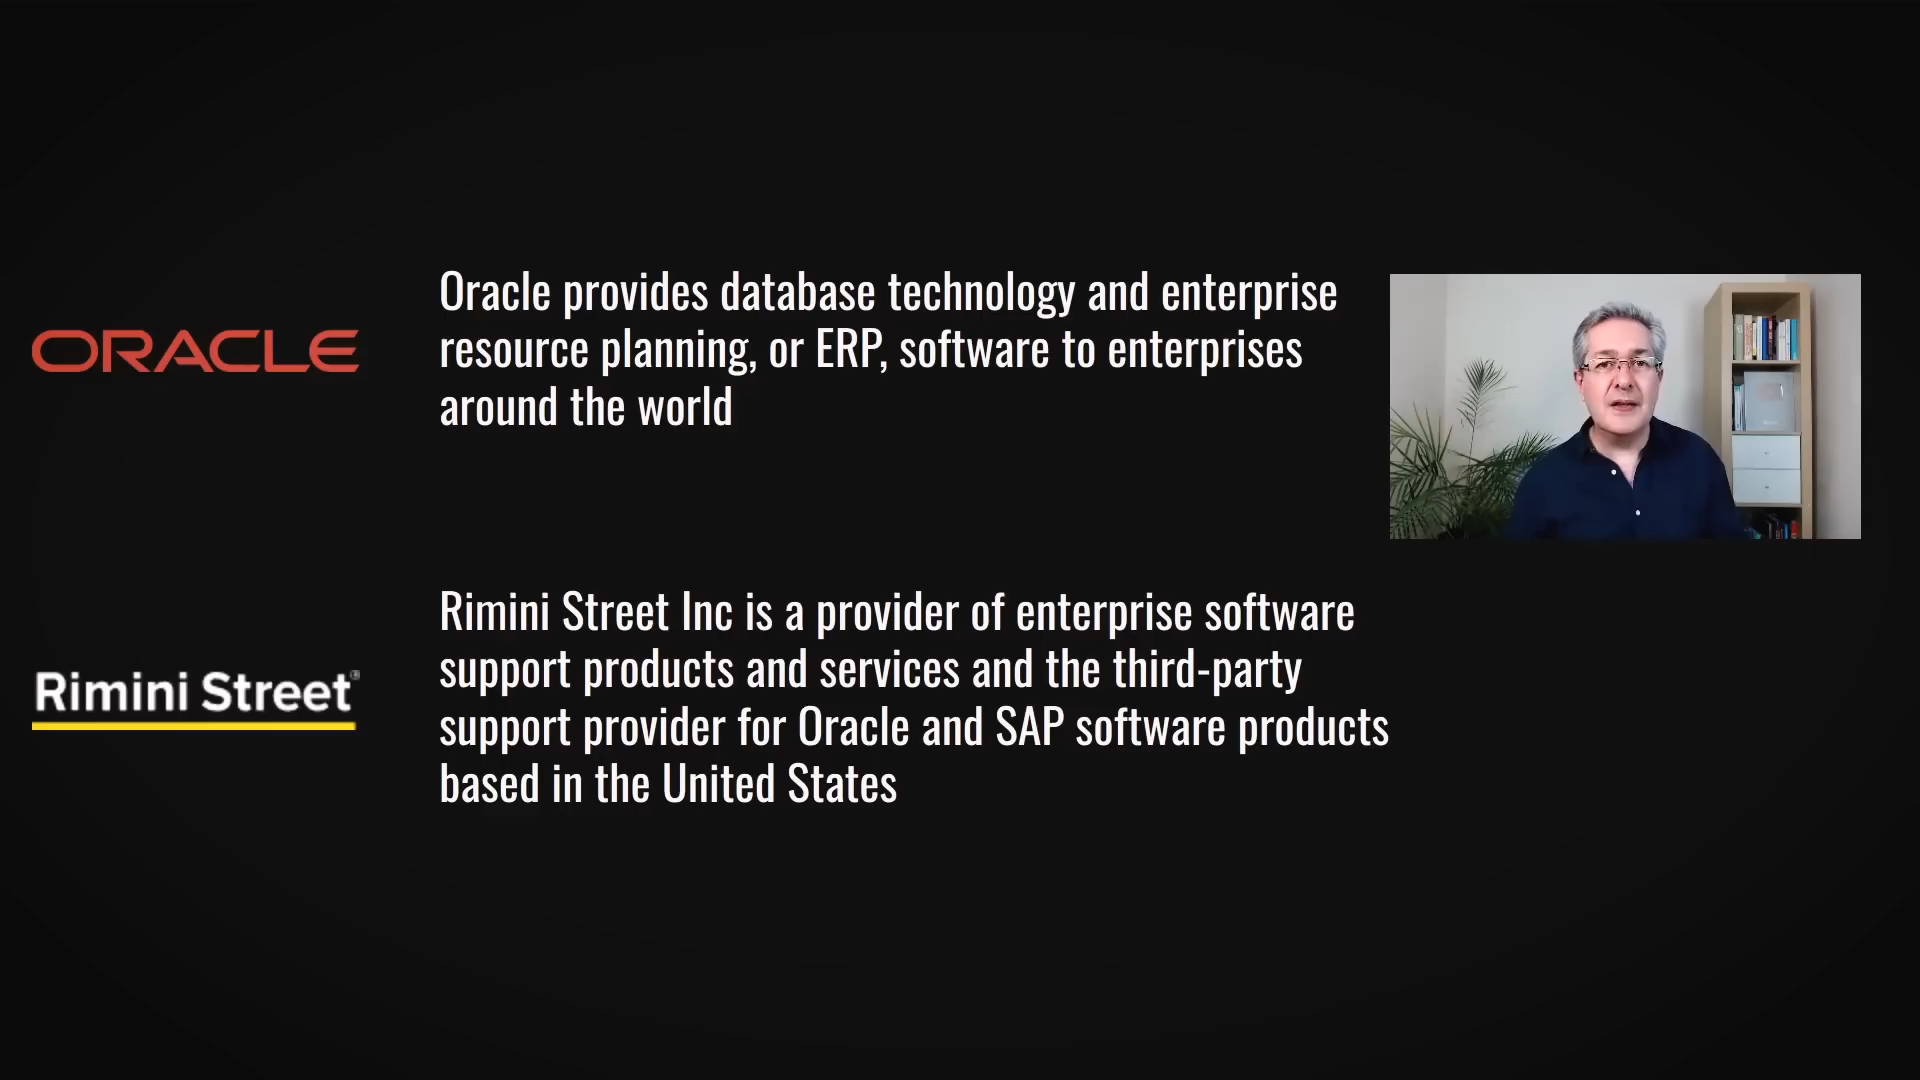 ORACLE
Oracle provides database technology and enterprise
resource planning, or ERP, software to enterprises
around the world
Rimini Street
Rimini Street Inc is a provider of enterprise software
support products and services and the third-party
support provider for Oracle and SAP software products
based in the United States